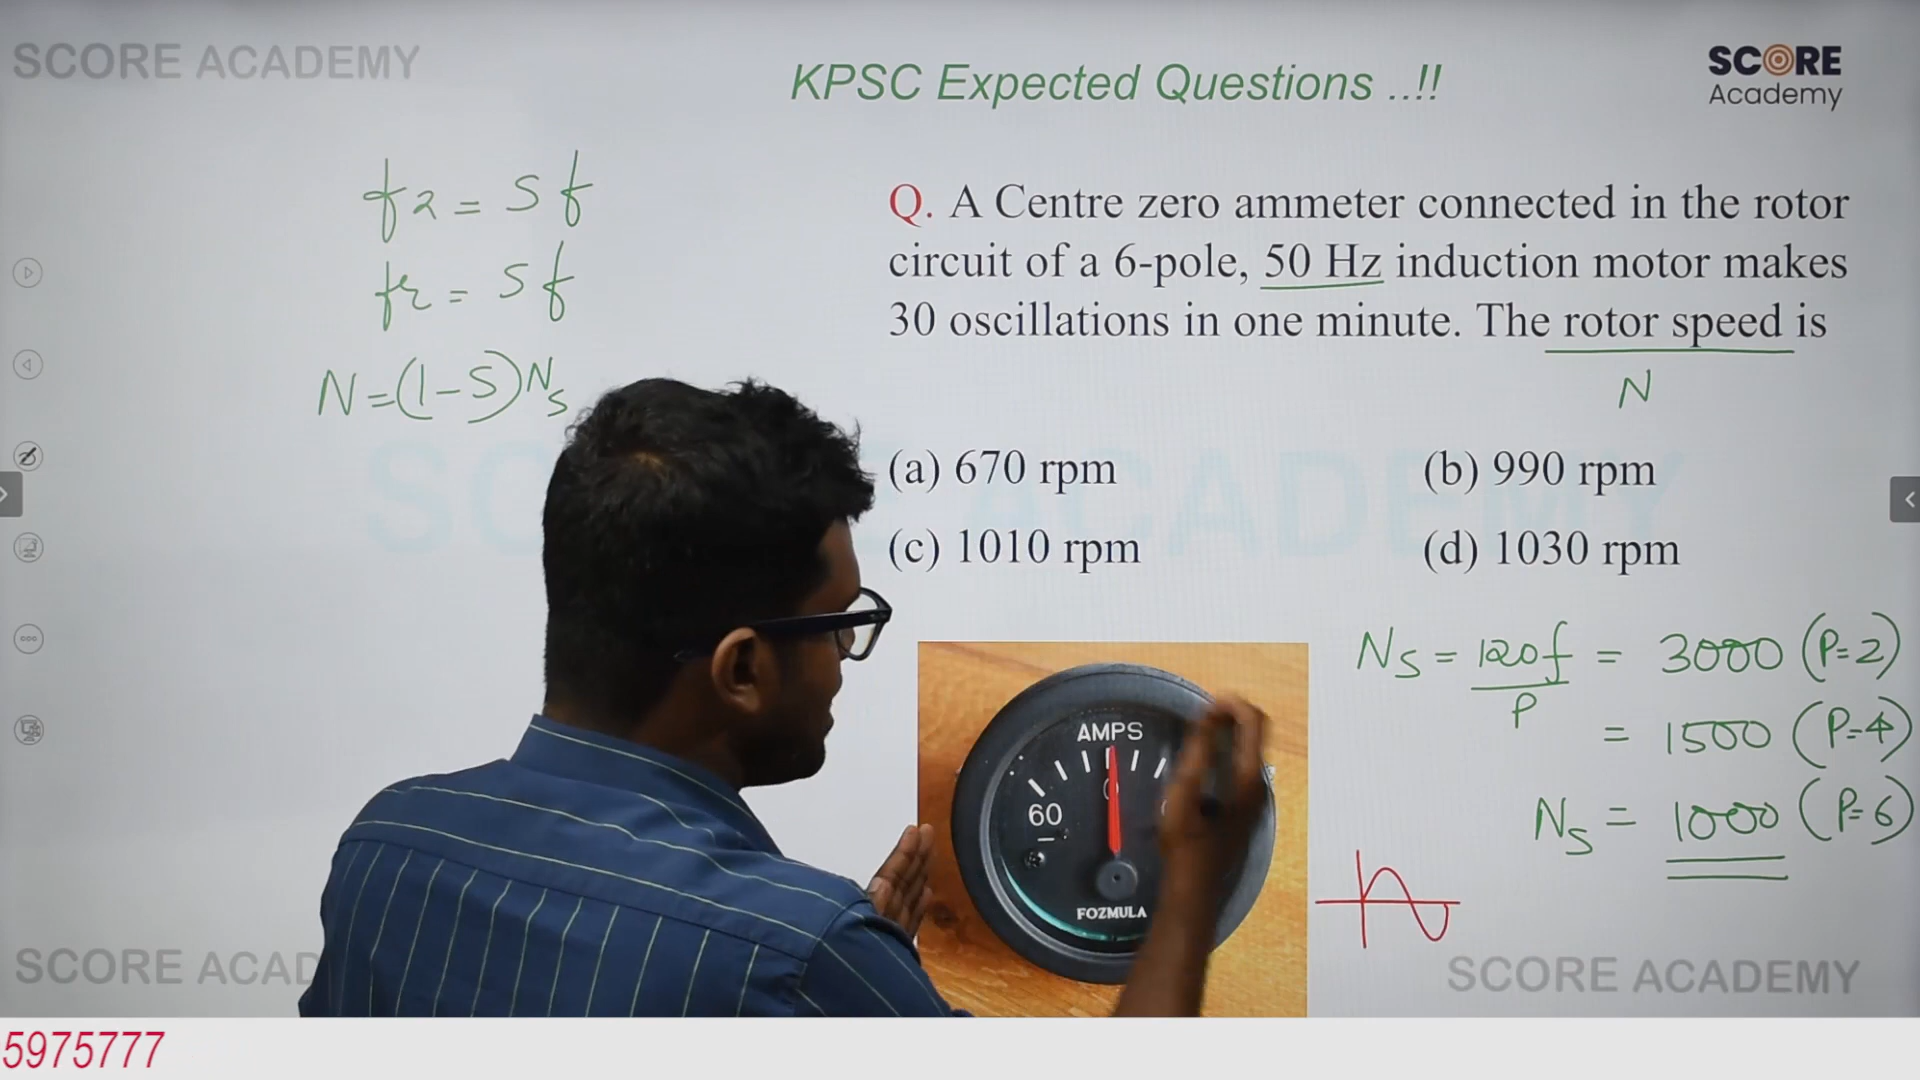 SCORE ACADEMY
KPSC Expected Questions ..!!
SCORE
Academy
f2 = S f
fr = S f
N = (1 - S) Ns
Q. A Centre zero ammeter connected in the rotor
circuit of a 6-pole, 50 Hz induction motor makes
30 oscillations in one minute. The rotor speed is
N
(a) 670 rpm
(b) 990 rpm
(c) 1010 rpm
(d) 1030 rpm
Ns = 120f/P = 3000 (P=2)
= 1500 (P=4)
Ns = 1000 (P=6)
AMPS
60
FOZMULA
SCORE ACAD
SCORE ACADEMY
5975777